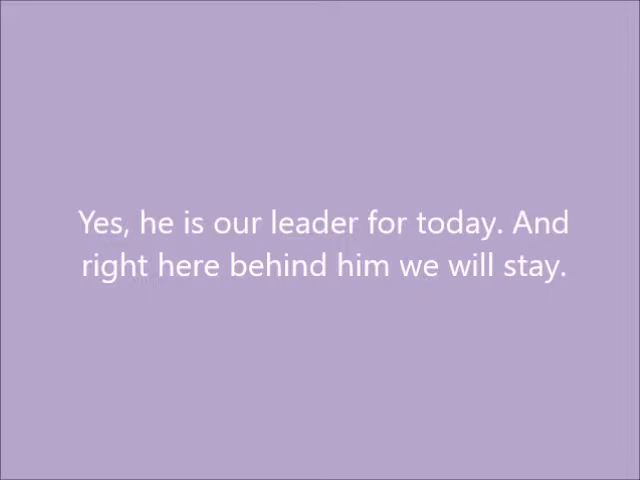 Yes, he is our leader for today. And
right here behind him we will stay.